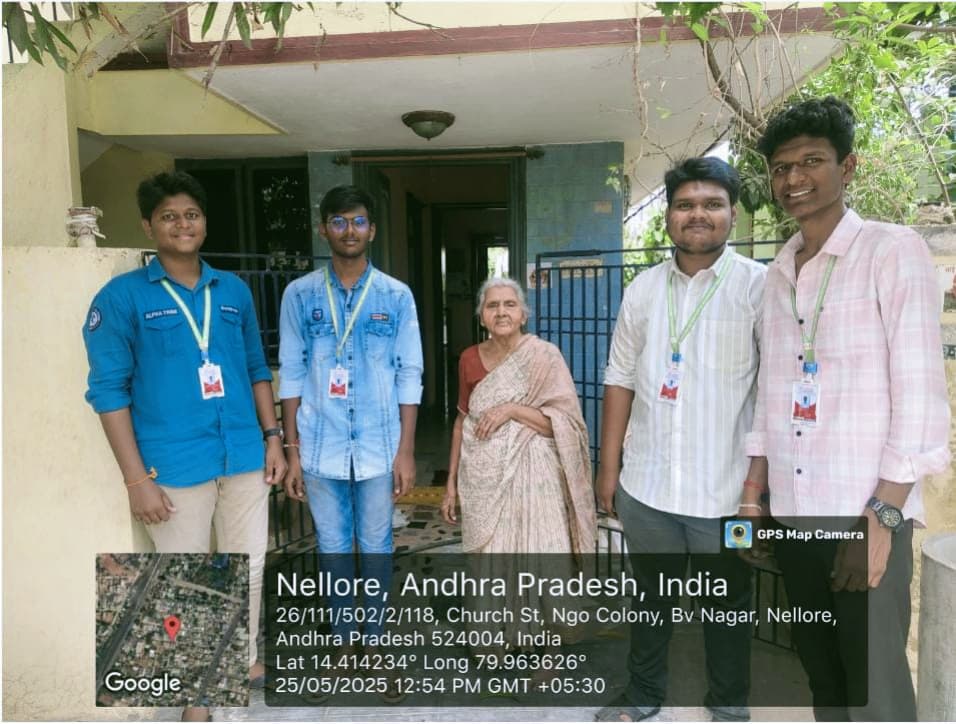 ALPHA TRIBE
GPS Map Camera
Nellore, Andhra Pradesh, India
26/111/502/2/118, Church St, Ngo Colony, Bv Nagar, Nellore,
Andhra Pradesh 524004, India
Lat 14.414234° Long 79.963626°
25/05/2025 12:54 PM GMT +05:30
Google